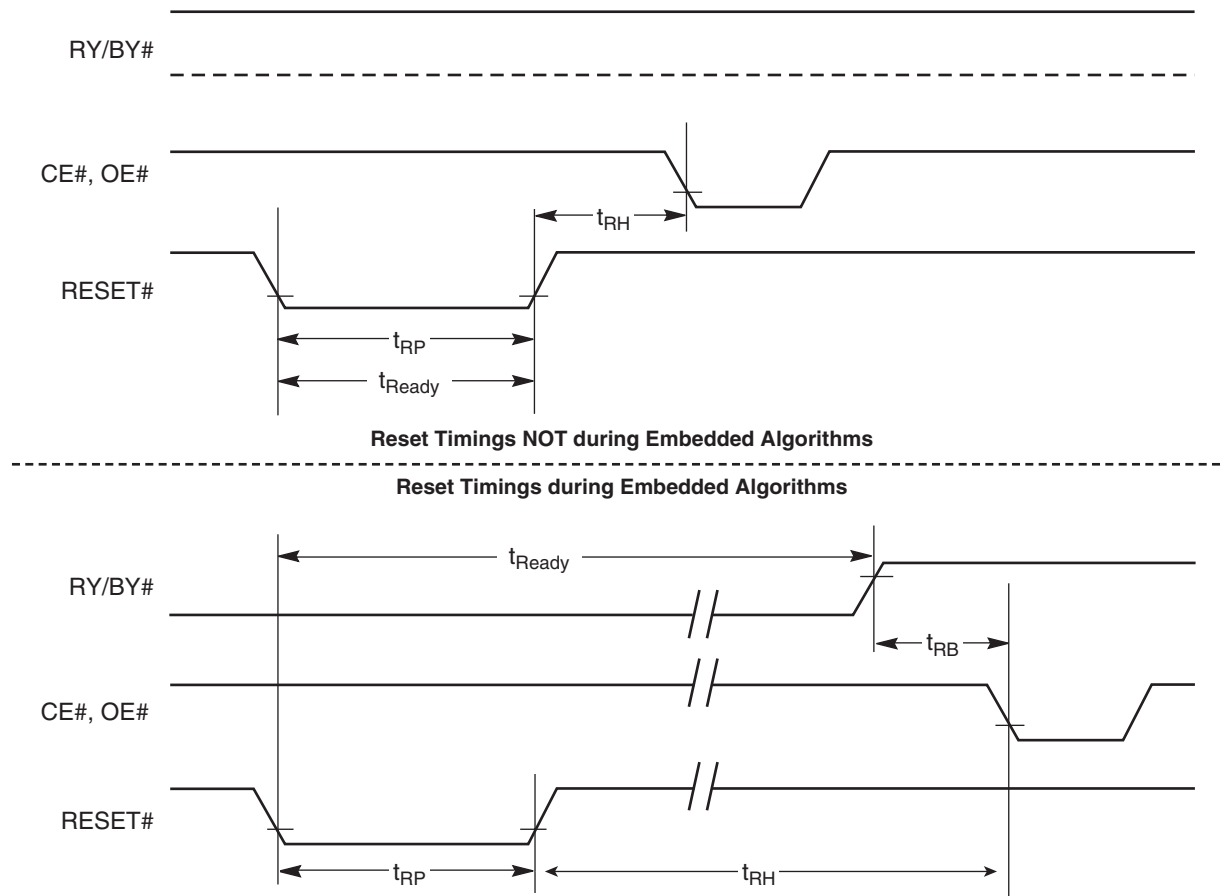 RY/BY#
CE#, OE#
tRH
RESET#
tRP
tReady
Reset Timings NOT during Embedded Algorithms
Reset Timings during Embedded Algorithms
tReady
RY/BY#
tRB
CE#, OE#
RESET#
tRP
tRH